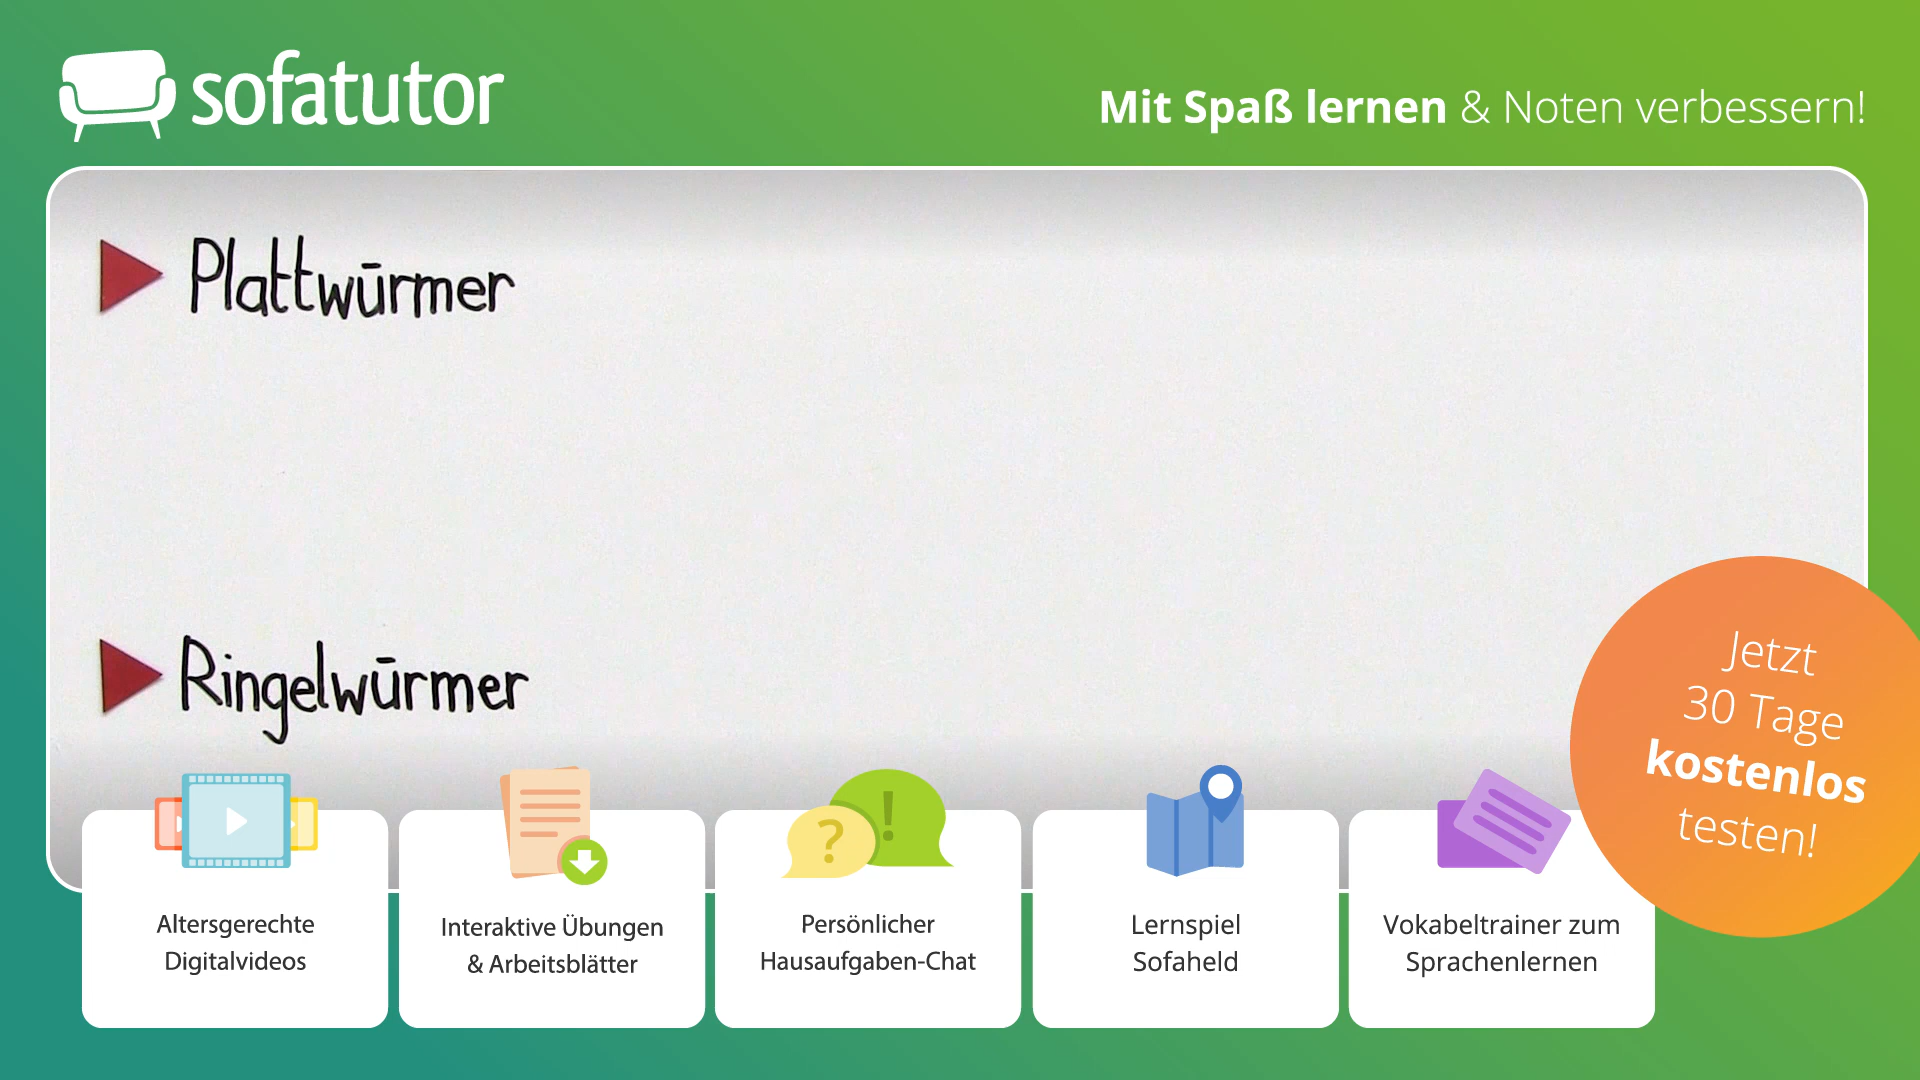 sofatutor
Mit Spaß lernen & Noten verbessern!
Plattwürmer
Ringelwürmer
Jetzt
30 Tage
kostenlos
testen!
?
!
Altersgerechte
Digitalvideos
Interaktive Übungen
& Arbeitsblätter
Persönlicher
Hausaufgaben-Chat
Lernspiel
Sofaheld
Vokabeltrainer zum
Sprachenlernen